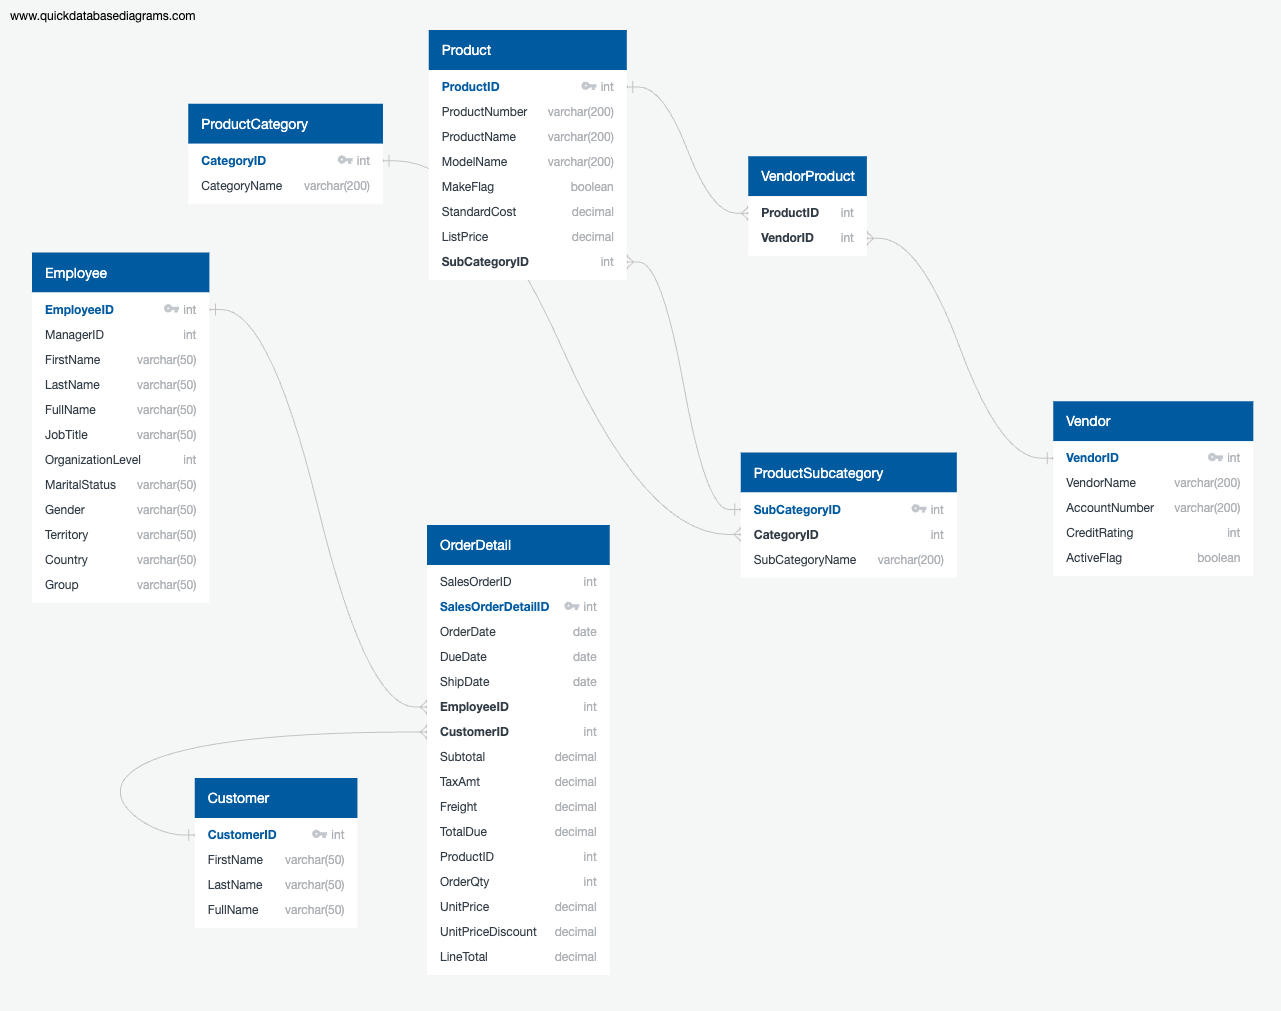 www.quickdatabasediagrams.com
Product
ProductID int
ProductNumber varchar(200)
ProductName varchar(200)
ModelName varchar(200)
MakeFlag boolean
StandardCost decimal
ListPrice decimal
SubCategoryID int
ProductCategory
CategoryID int
CategoryName varchar(200)
VendorProduct
ProductID int
VendorID int
Employee
EmployeeID int
ManagerID int
FirstName varchar(50)
LastName varchar(50)
FullName varchar(50)
JobTitle varchar(50)
OrganizationLevel int
MaritalStatus varchar(50)
Gender varchar(50)
Territory varchar(50)
Country varchar(50)
Group varchar(50)
Vendor
VendorID int
VendorName varchar(200)
AccountNumber varchar(200)
CreditRating int
ActiveFlag boolean
ProductSubcategory
SubCategoryID int
CategoryID int
SubCategoryName varchar(200)
OrderDetail
SalesOrderID int
SalesOrderDetailID int
OrderDate date
DueDate date
ShipDate date
EmployeeID int
CustomerID int
Subtotal decimal
TaxAmt decimal
Freight decimal
TotalDue decimal
ProductID int
OrderQty int
UnitPrice decimal
UnitPriceDiscount decimal
LineTotal decimal
Customer
CustomerID int
FirstName varchar(50)
LastName varchar(50)
FullName varchar(50)